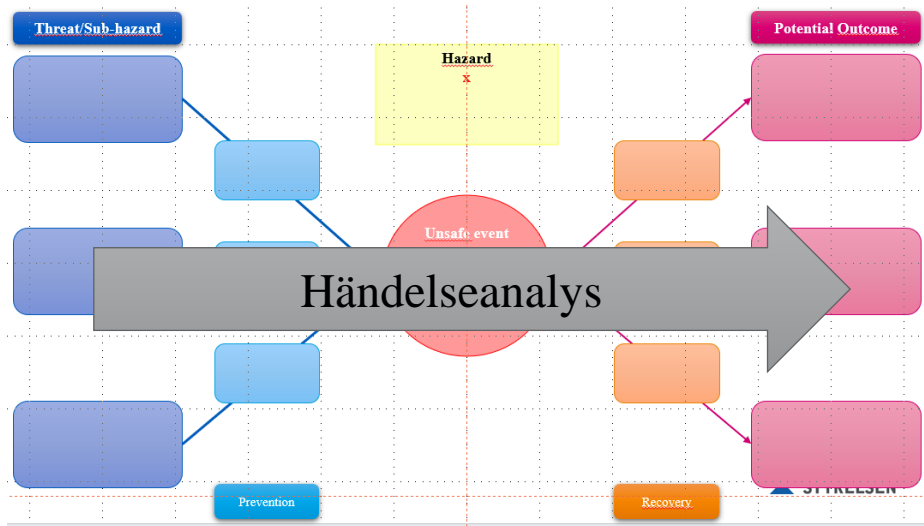 Threat/Sub-hazard
Hazard
x
Potential Outcome
Unsafe event
Händelseanalys
Prevention
Recovery